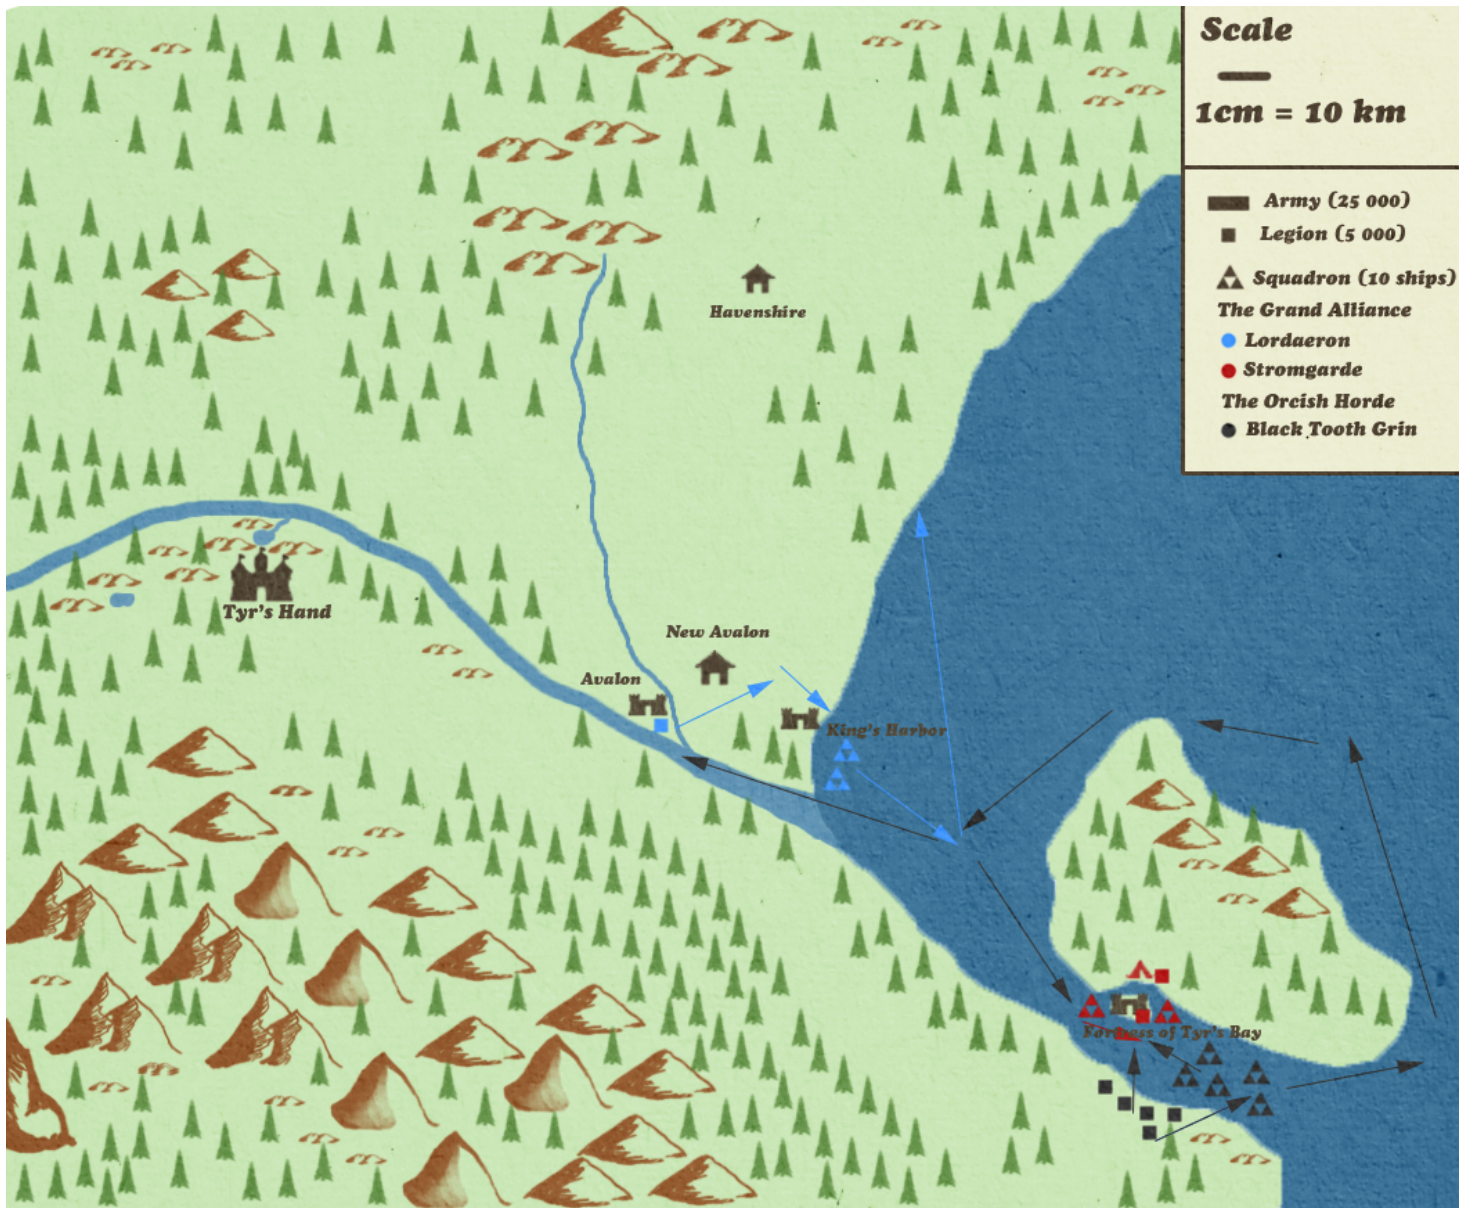 Scale
1cm = 10 km
Army (25 000)
Legion (5 000)
Squadron (10 ships)
The Grand Alliance
Lordaeron
Stromgarde
The Orcish Horde
Black Tooth Grin
Havenshire
Tyr's Hand
New Avalon
Avalon
King's Harbor
Fortress of Tyr's Bay